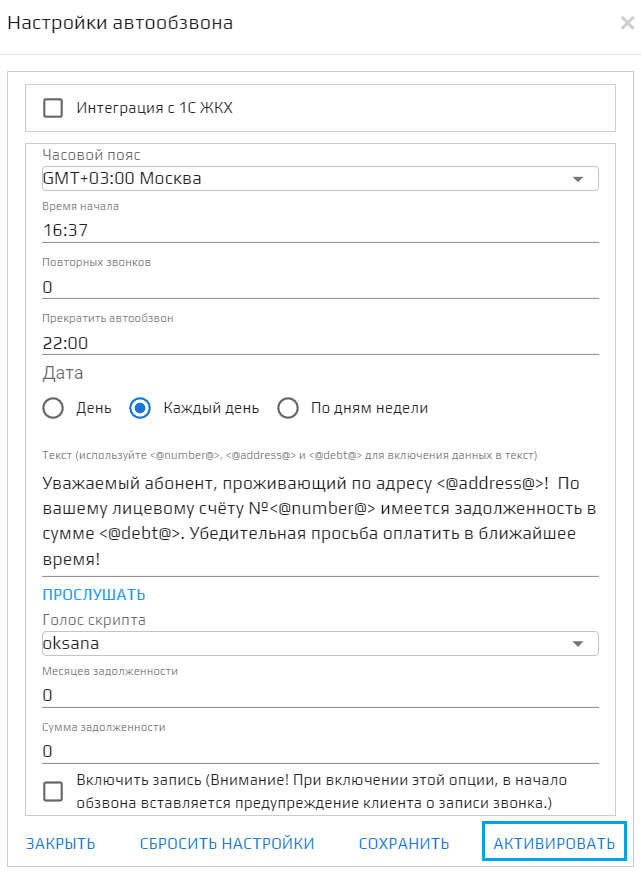 Настройки автообзвона
Интеграция с 1С ЖКХ
Часовой пояс
GMT+03:00 Москва
Время начала
16:37
Повторных звонков
0
Прекратить автообзвон
22:00
Дата
День Каждый день По дням недели
Текст (используйте <@number@>, <@address@> и <@debt@> для включения данных в текст)
Уважаемый абонент, проживающий по адресу <@address@>!  По
вашему лицевому счёту №<@number@> имеется задолженность в
сумме <@debt@>. Убедительная просьба оплатить в ближайшее
время!
ПРОСЛУШАТЬ
Голос скрипта
oksana
Месяцев задолженности
0
Сумма задолженности
0
Включить запись (Внимание! При включении этой опции, в начало
обзвона вставляется предупреждение клиента о записи звонка.)
ЗАКРЫТЬ СБРОСИТЬ НАСТРОЙКИ СОХРАНИТЬ АКТИВИРОВАТЬ